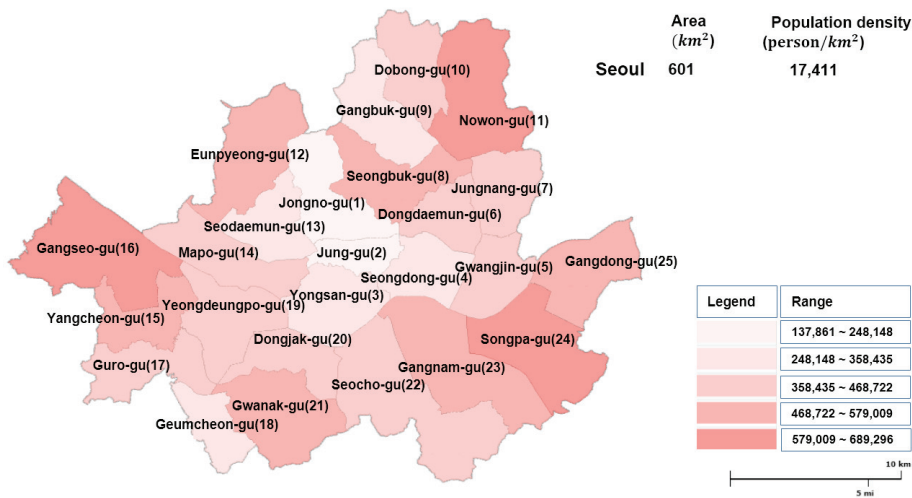 Area
(km²)
Population density
(person/km²)
Seoul 601 17,411
Dobong-gu(10)
Gangbuk-gu(9)
Nowon-gu(11)
Eunpyeong-gu(12)
Seongbuk-gu(8)
Jungnang-gu(7)
Jongno-gu(1)
Dongdaemun-gu(6)
Seodaemun-gu(13)
Gangseo-gu(16)
Mapo-gu(14)
Jung-gu(2)
Gwangjin-gu(5)
Gangdong-gu(25)
Seongdong-gu(4)
Yongsan-gu(3)
Yeongdeungpo-gu(19)
Yangcheon-gu(15)
Dongjak-gu(20)
Songpa-gu(24)
Guro-gu(17)
Gangnam-gu(23)
Seocho-gu(22)
Gwanak-gu(21)
Geumcheon-gu(18)
Legend Range
137,861 ~ 248,148
248,148 ~ 358,435
358,435 ~ 468,722
468,722 ~ 579,009
579,009 ~ 689,296
10 km
5 mi